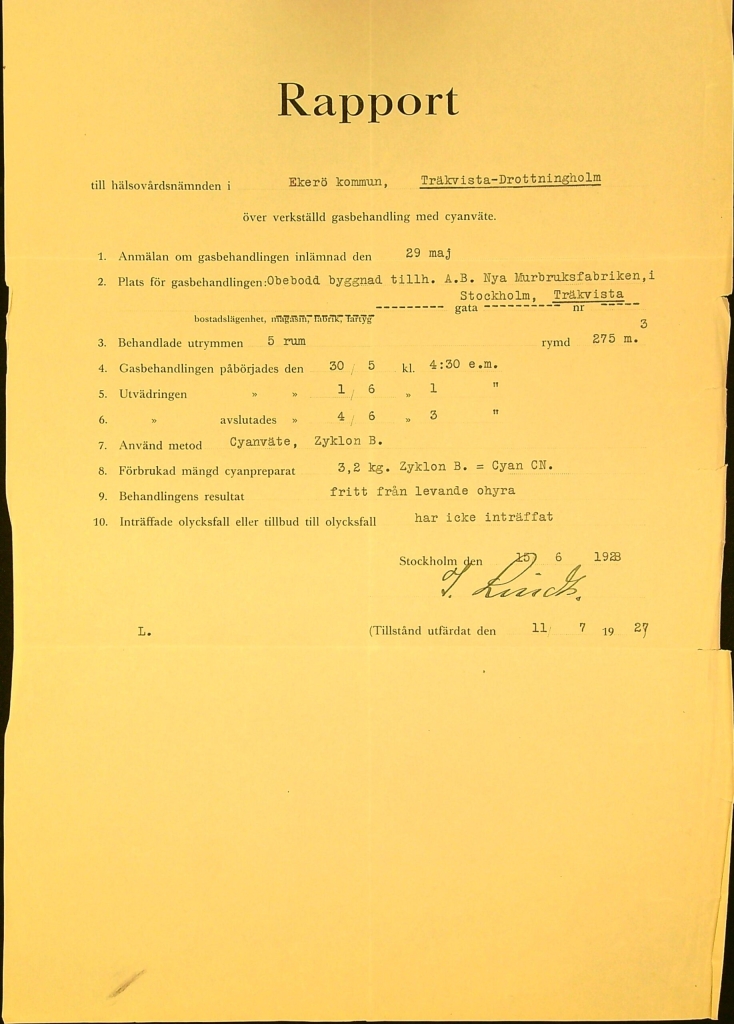 Rapport
till hälsovårdsnämnden i Ekerö kommun, Träkvista-Drottningholm
över verkställd gasbehandling med cyanväte.
1. Anmälan om gasbehandlingen inlämnad den 29 maj
2. Plats för gasbehandlingen: Obebodd byggnad tillh. A.B. Nya Murbruksfabriken, i
Stockholm, Träkvista
--------- gata ---------- nr -----
bostadslägenhet, magasin, fabrik, fartyg
3. Behandlade utrymmen 5 rum rymd 275 m.3
4. Gasbehandlingen påbörjades den 30 / 5 kl. 4:30 e.m.
5. Utvädringen » » 1 / 6 » 1 "
6. » avslutades » 4 / 6 » 3 "
7. Använd metod Cyanväte, Zyklon B.
8. Förbrukad mängd cyanpreparat 3,2 kg. Zyklon B. = Cyan CN.
9. Behandlingens resultat fritt från levande ohyra
10. Inträffade olycksfall eller tillbud till olycksfall har icke inträffat
Stockholm den 15 6 1928
L. (Tillstånd utfärdat den 11/ 7 19 27